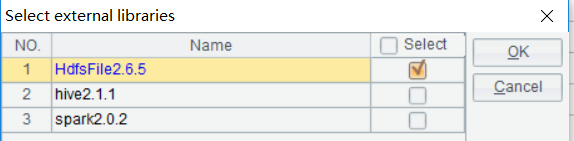 Select external libraries
NO. Name Select
1 HdfsFile2.6.5
2 hive2.1.1
3 spark2.0.2
OK
Cancel